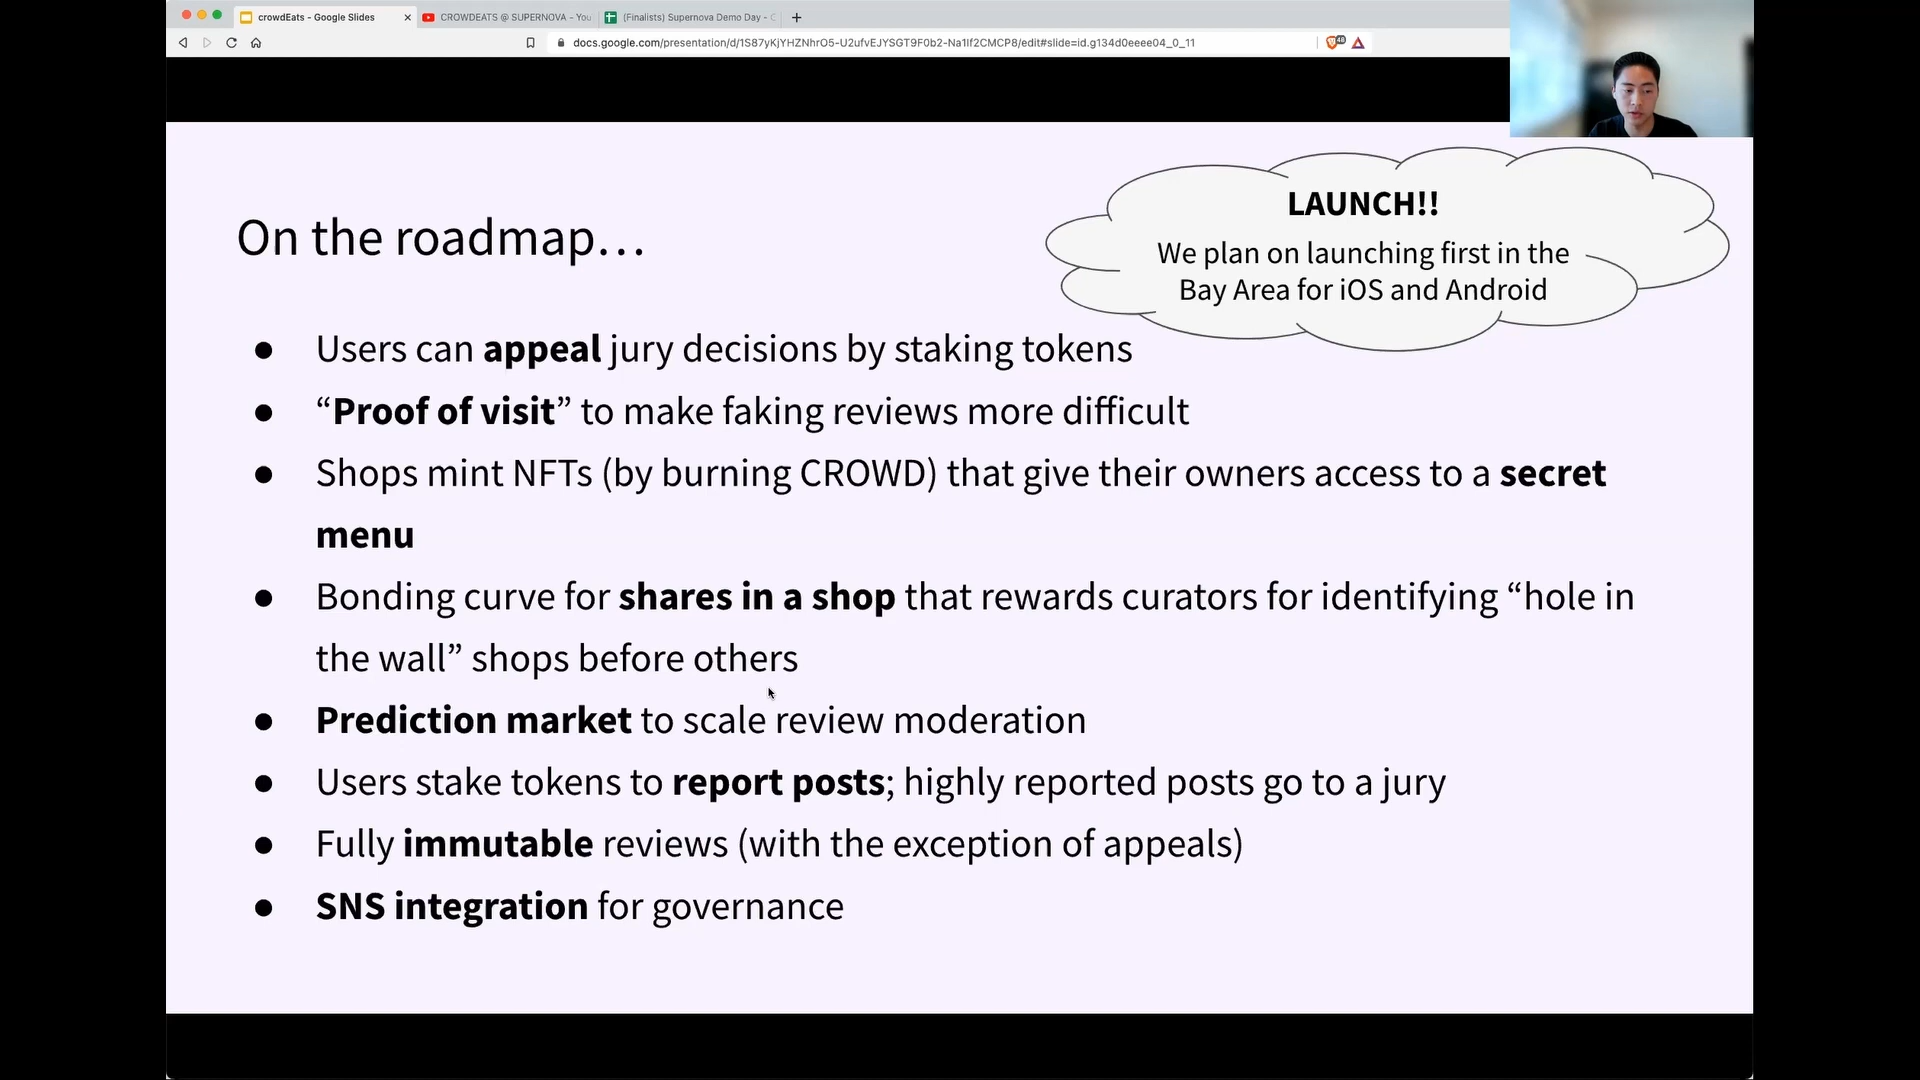 crowdEats - Google Slides
CROWDEATS @ SUPERNOVA - You
(Finalists) Supernova Demo Day -
docs.google.com/presentation/d/1S87yKjYHZNhrO5-U2ufvEJYSGT9F0b2-Na1lf2CMCP8/edit#slide=id.g134d0eeee04_0_11
LAUNCH!!
We plan on launching first in the
Bay Area for iOS and Android
On the roadmap…
● Users can appeal jury decisions by staking tokens
● “Proof of visit” to make faking reviews more difficult
● Shops mint NFTs (by burning CROWD) that give their owners access to a secret
menu
● Bonding curve for shares in a shop that rewards curators for identifying “hole in
the wall” shops before others
● Prediction market to scale review moderation
● Users stake tokens to report posts; highly reported posts go to a jury
● Fully immutable reviews (with the exception of appeals)
● SNS integration for governance